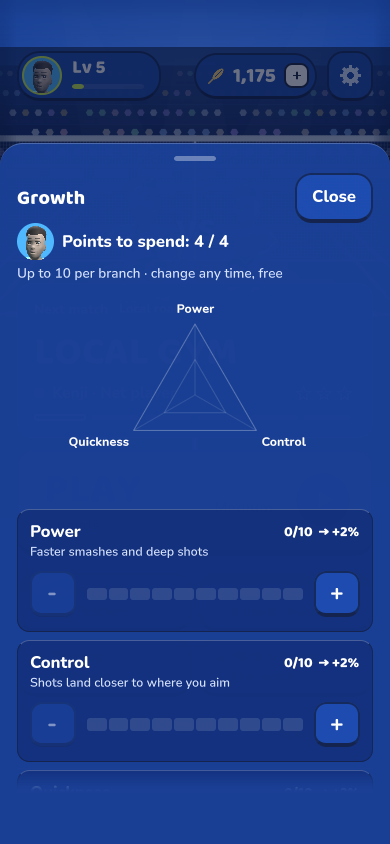 Lv 5
1,175
+
Growth
Close
Points to spend: 4 / 4
Up to 10 per branch · change any time, free
Power
Quickness
Control
Power
0/10 → +2%
Faster smashes and deep shots
-
+
Control
0/10 → +2%
Shots land closer to where you aim
-
+